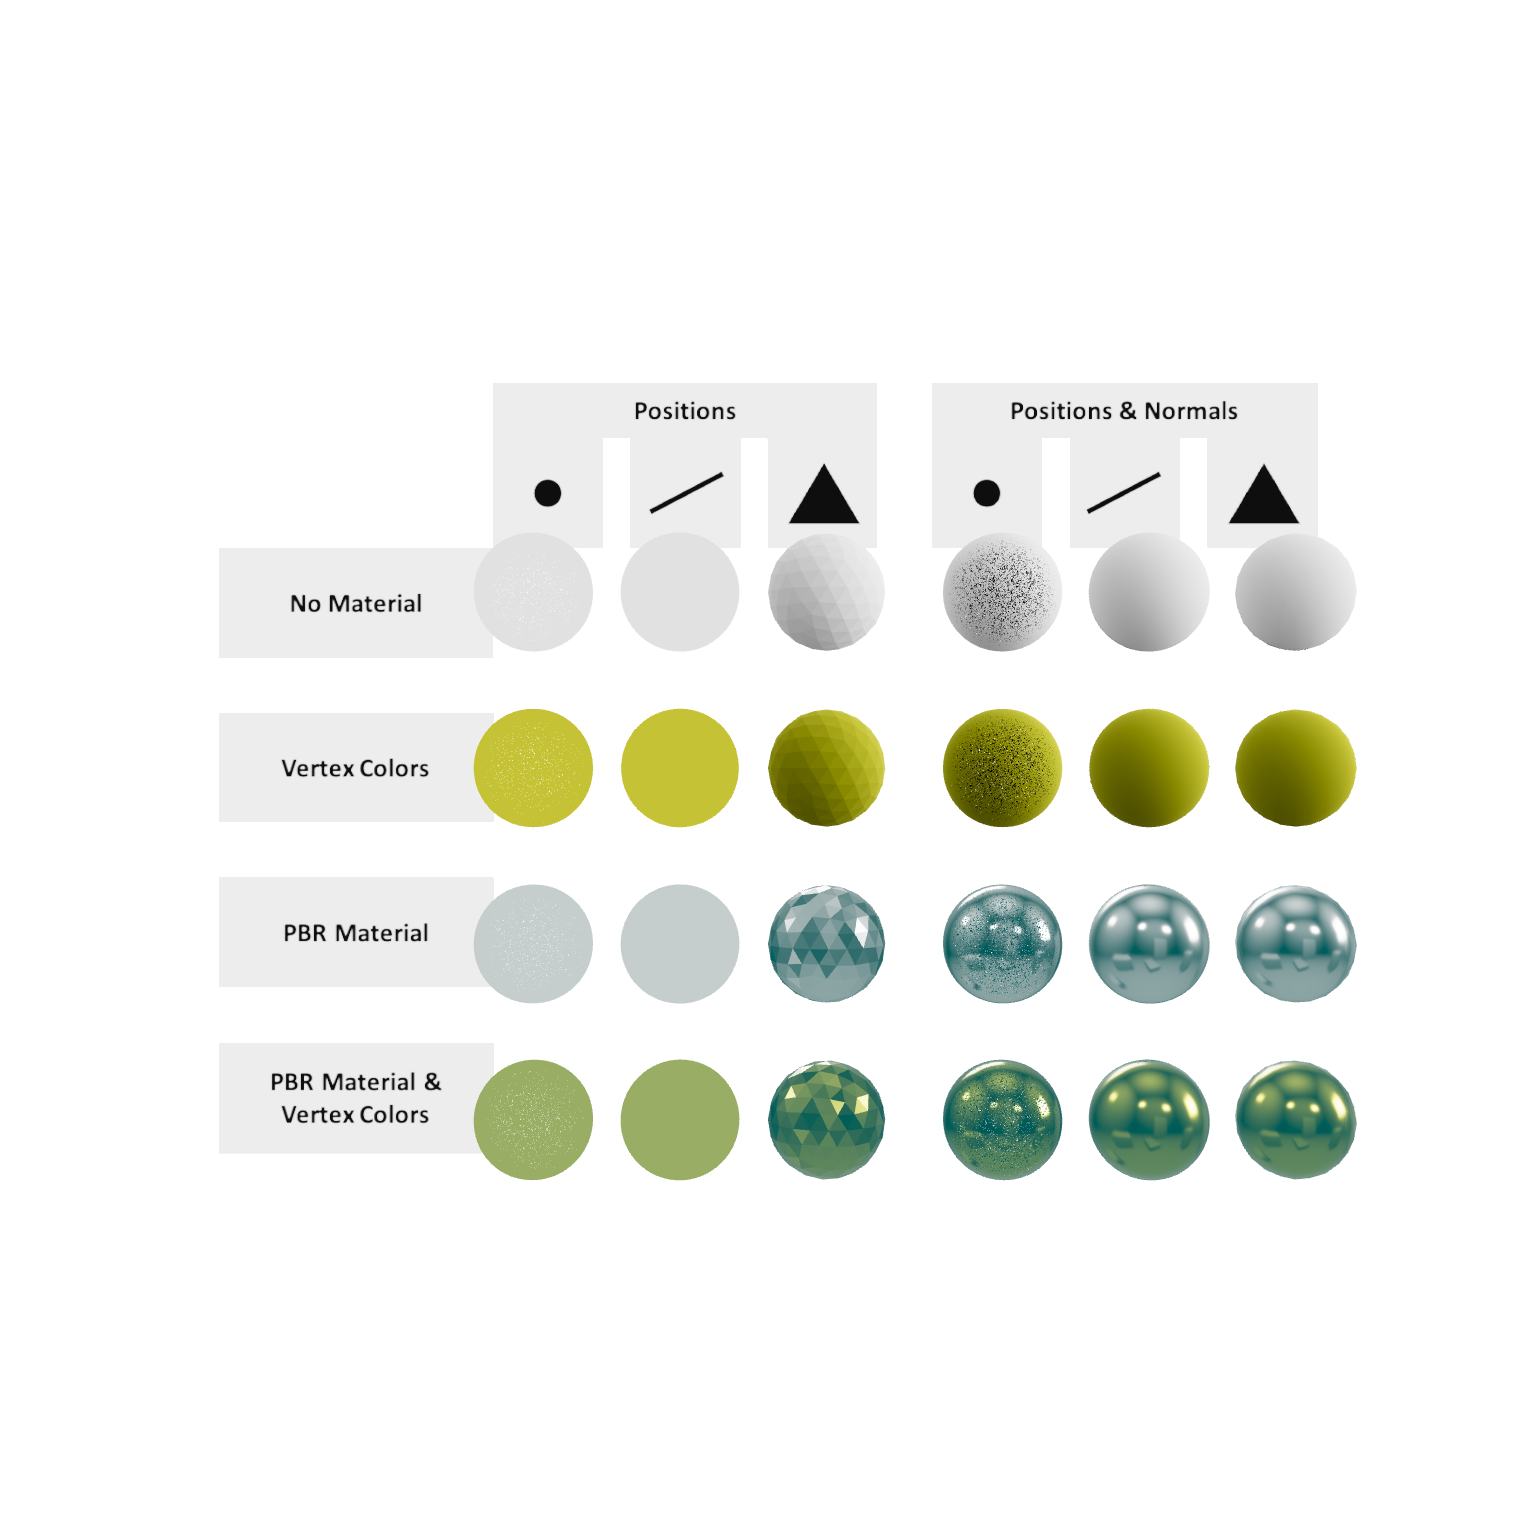 Positions
Positions & Normals
No Material
Vertex Colors
PBR Material
PBR Material &
Vertex Colors